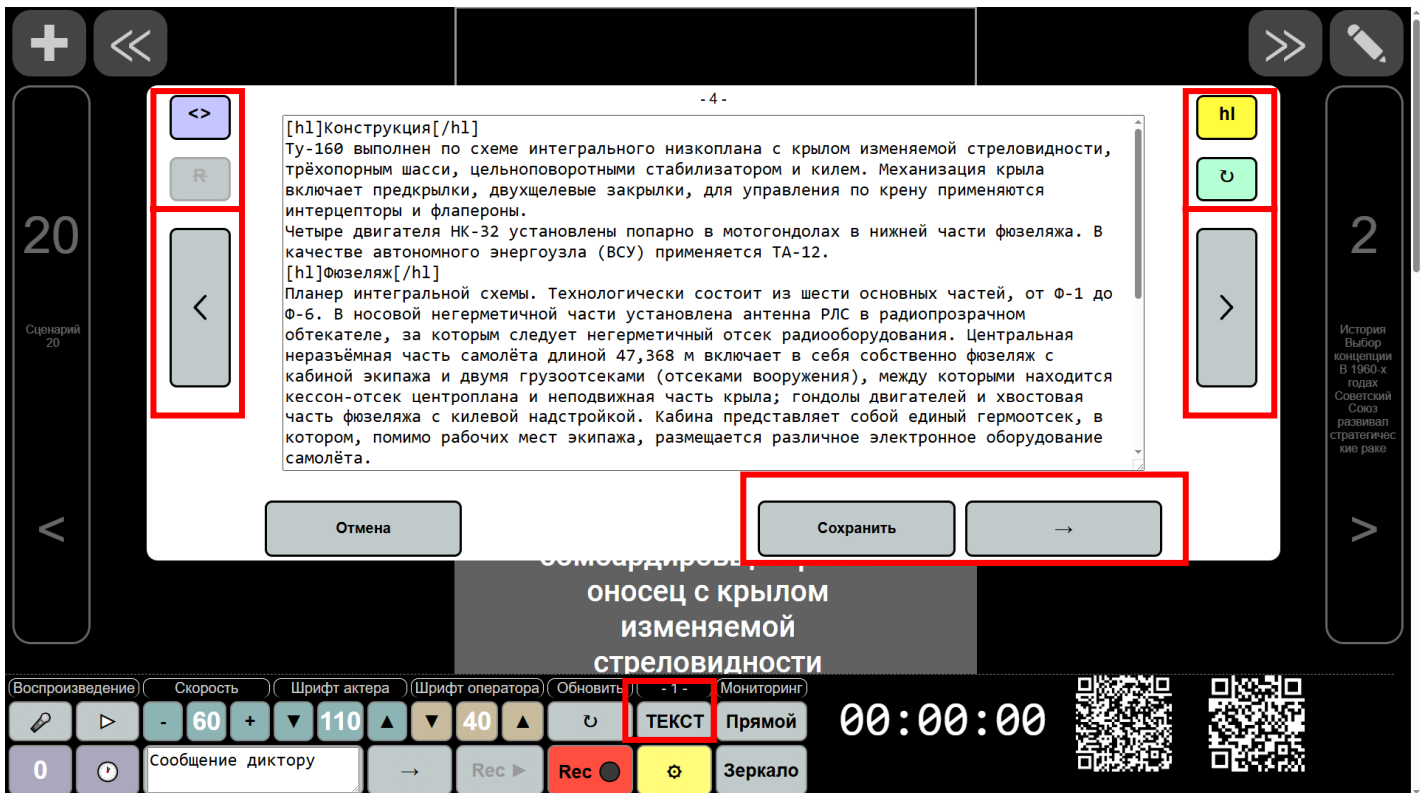 - 4 -
<>
hl
R
↻
[hl]Конструкция[/hl]
Ту-160 выполнен по схеме интегрального низкоплана с крылом изменяемой стреловидности,
трёхопорным шасси, цельноповоротными стабилизатором и килем. Механизация крыла
включает предкрылки, двухщелевые закрылки, для управления по крену применяются
интерцепторы и флапероны.
Четыре двигателя НК-32 установлены попарно в мотогондолах в нижней части фюзеляжа. В
качестве автономного энергоузла (ВСУ) применяется ТА-12.
[hl]Фюзеляж[/hl]
Планер интегральной схемы. Технологически состоит из шести основных частей, от Ф-1 до
Ф-6. В носовой негерметичной части установлена антенна РЛС в радиопрозрачном
обтекателе, за которым следует негерметичный отсек радиооборудования. Центральная
неразъёмная часть самолёта длиной 47,368 м включает в себя собственно фюзеляж с
кабиной экипажа и двумя грузоотсеками (отсеками вооружения), между которыми находится
кессон-отсек центроплана и неподвижная часть крыла; гондолы двигателей и хвостовая
часть фюзеляжа с килевой надстройкой. Кабина представляет собой единый гермоотсек, в
котором, помимо рабочих мест экипажа, размещается различное электронное оборудование
самолёта.
20
Сценарий
20
<
<
>
2
История
Выбор
концепции
В 1960-х
годах
Советский
Союз
развивал
стратегичес
кие раке
>
Отмена
Сохранить
→
оносец с крылом
изменяемой
стреловидности
Воспроизведение
Скорость
Шрифт актера
Шрифт оператора
Обновить
- 1 -
Мониторинг
- 60 +
▼ 110 ▲
▼ 40 ▲
↻
ТЕКСТ
Прямой
00:00:00
0
Сообщение диктору
→
Rec ▶
Rec
Зеркало